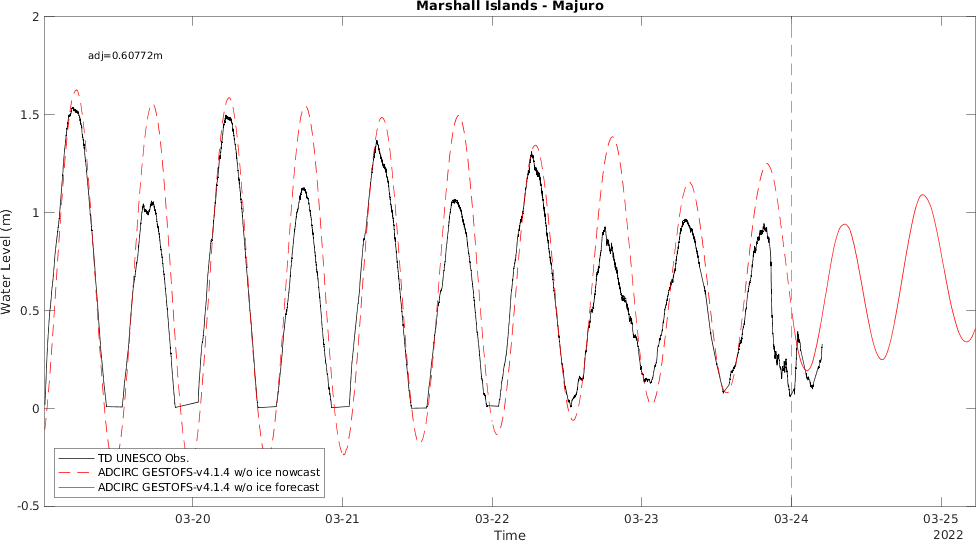 Marshall Islands - Majuro
2
adj=0.60772m
1.5
1
Water Level (m)
0.5
0
TD UNESCO Obs.
ADCIRC GESTOFS-v4.1.4 w/o ice nowcast
ADCIRC GESTOFS-v4.1.4 w/o ice forecast
-0.5
03-20 03-21 03-22 03-23 03-24 03-25
Time
2022